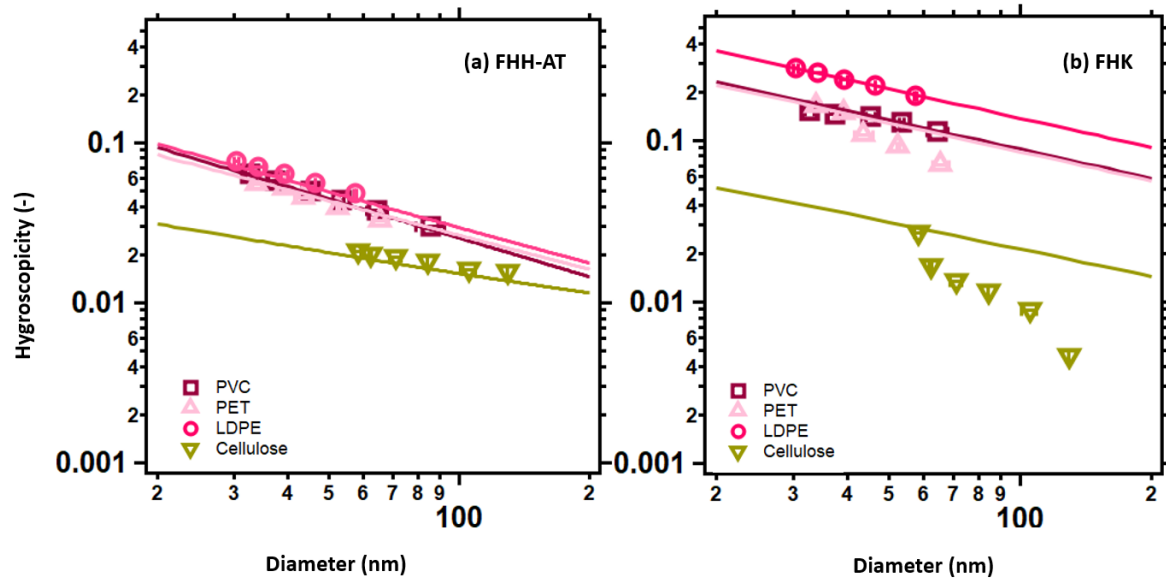 (a) FHH-AT
4
2
0.1
6
4
2
0.01
6
4
2
0.001
PVC
PET
LDPE
Cellulose
2 3 4 5 6 7 8 9 2
100
Diameter (nm)
Hygroscopicity (-)
(b) FHK
4
2
0.1
6
4
2
0.01
6
4
2
0.001
PVC
PET
LDPE
Cellulose
2 3 4 5 6 7 8 9 2
100
Diameter (nm)